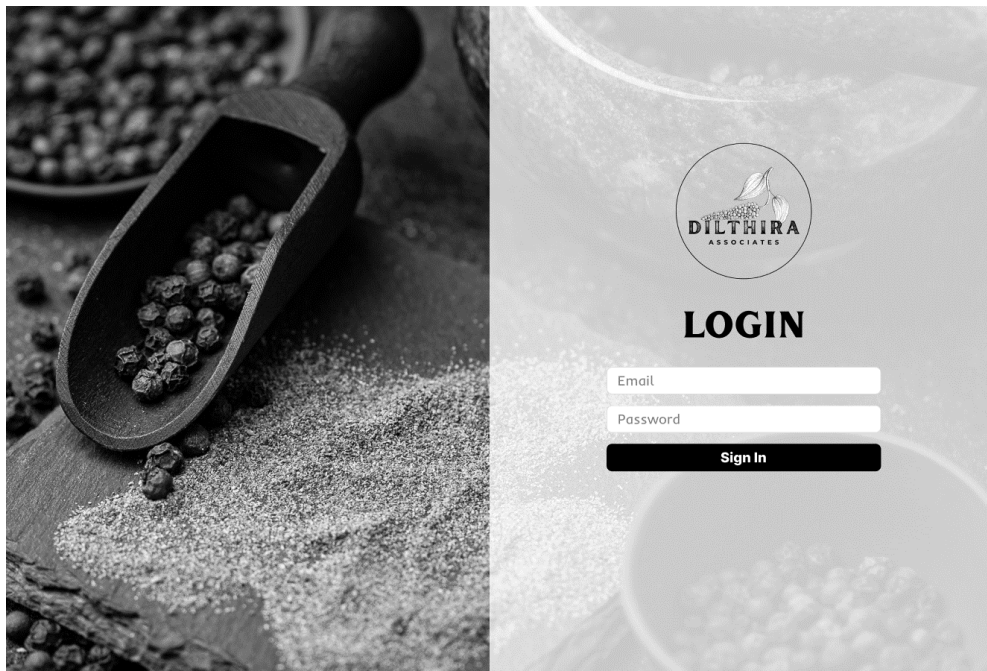 DILTHIRA
ASSOCIATES
LOGIN
Email
Password
Sign In